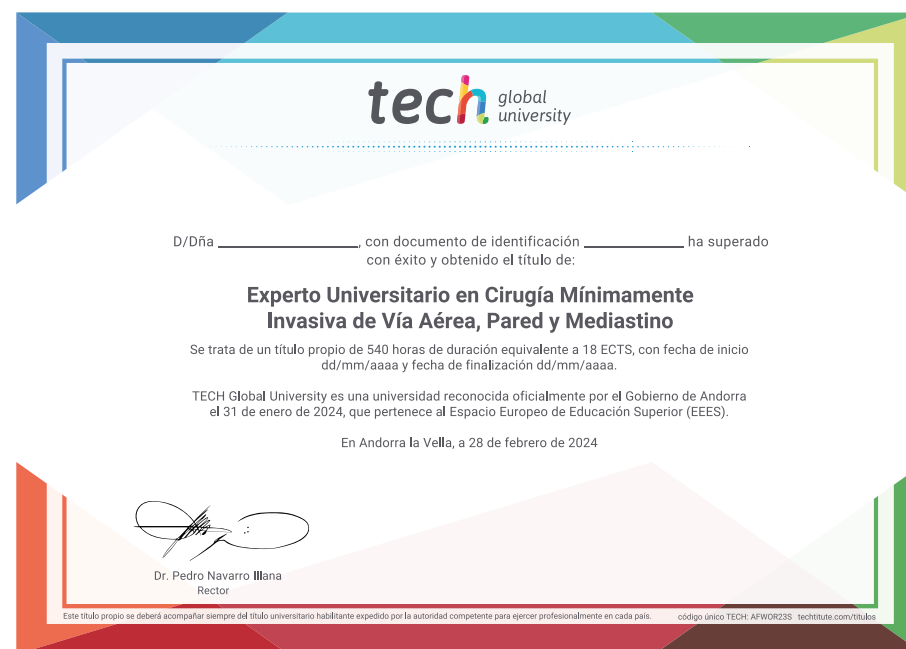 tech global university
D/Dña ______________, con documento de identificación __________ ha superado
con éxito y obtenido el título de:
Experto Universitario en Cirugía Mínimamente
Invasiva de Vía Aérea, Pared y Mediastino
Se trata de un título propio de 540 horas de duración equivalente a 18 ECTS, con fecha de inicio
dd/mm/aaaa y fecha de finalización dd/mm/aaaa.
TECH Global University es una universidad reconocida oficialmente por el Gobierno de Andorra
el 31 de enero de 2024, que pertenece al Espacio Europeo de Educación Superior (EEES).
En Andorra la Vella, a 28 de febrero de 2024
Dr. Pedro Navarro Illana
Rector
Este título propio se deberá acompañar siempre del título universitario habilitante expedido por la autoridad competente para ejercer profesionalmente en cada país. código único TECH: AFWOR23S techtitute.com/titulos